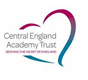 Central England
Academy Trust
SERVING THE HEART OF ENGLAND